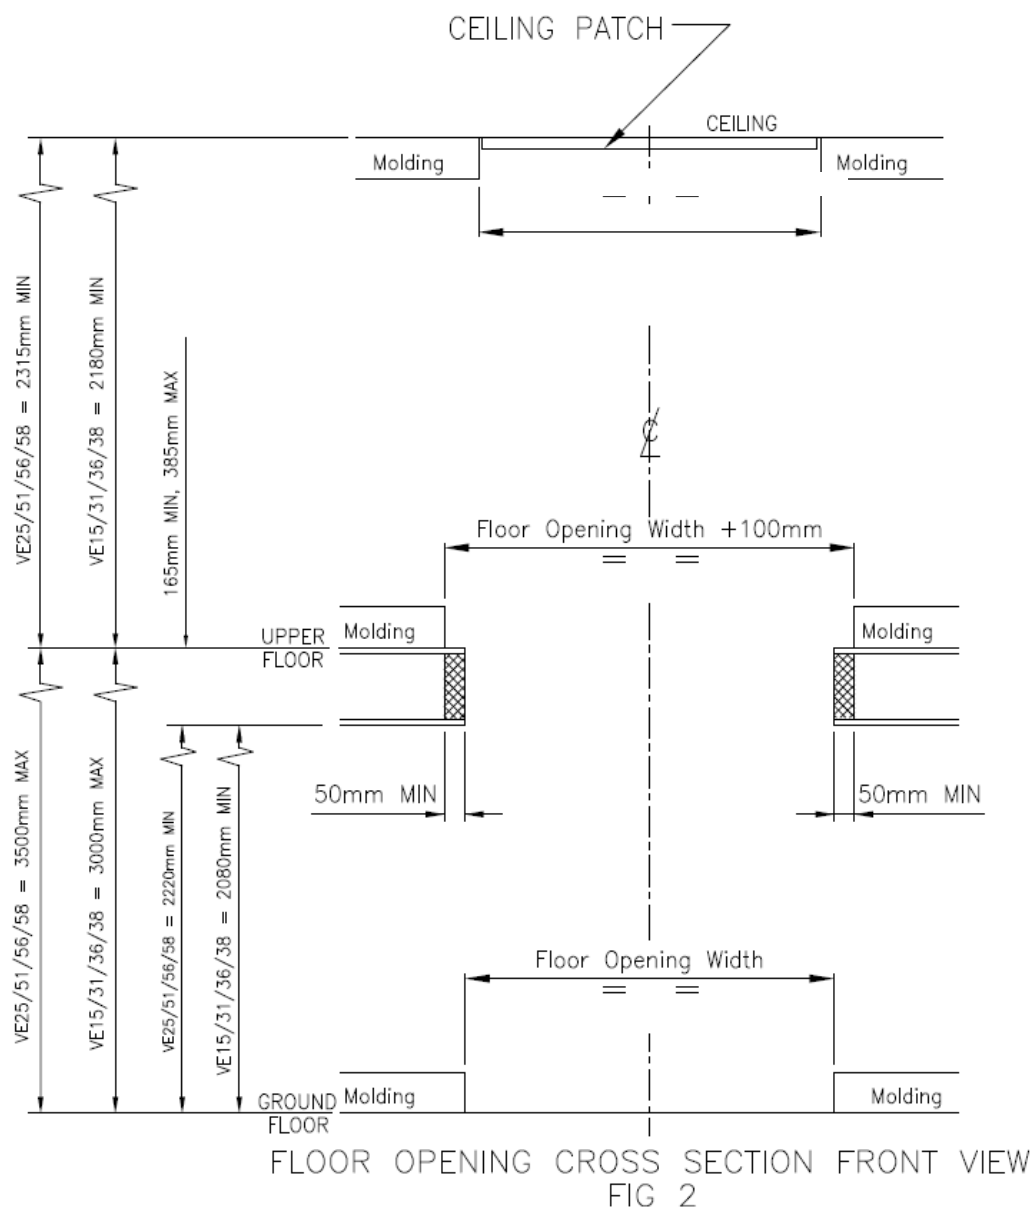 CEILING PATCH
CEILING
Molding
Molding
VE25/51/56/58 = 2315mm MIN
VE15/31/36/38 = 2180mm MIN
165mm MIN, 385mm MAX
Floor Opening Width +100mm
UPPER
FLOOR
Molding
Molding
50mm MIN
50mm MIN
VE25/51/56/58 = 3500mm MAX
VE15/31/36/38 = 3000mm MAX
VE25/51/56/58 = 2220mm MIN
VE15/31/36/38 = 2080mm MIN
Floor Opening Width
GROUND
FLOOR
Molding
Molding
FLOOR OPENING CROSS SECTION FRONT VIEW
FIG 2